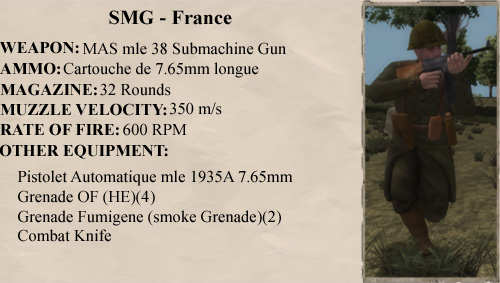 SMG - France
WEAPON: MAS mle 38 Submachine Gun
AMMO: Cartouche de 7.65mm longue
MAGAZINE: 32 Rounds
MUZZLE VELOCITY: 350 m/s
RATE OF FIRE: 600 RPM
OTHER EQUIPMENT:
Pistolet Automatique mle 1935A 7.65mm
Grenade OF (HE)(4)
Grenade Fumigene (smoke Grenade)(2)
Combat Knife